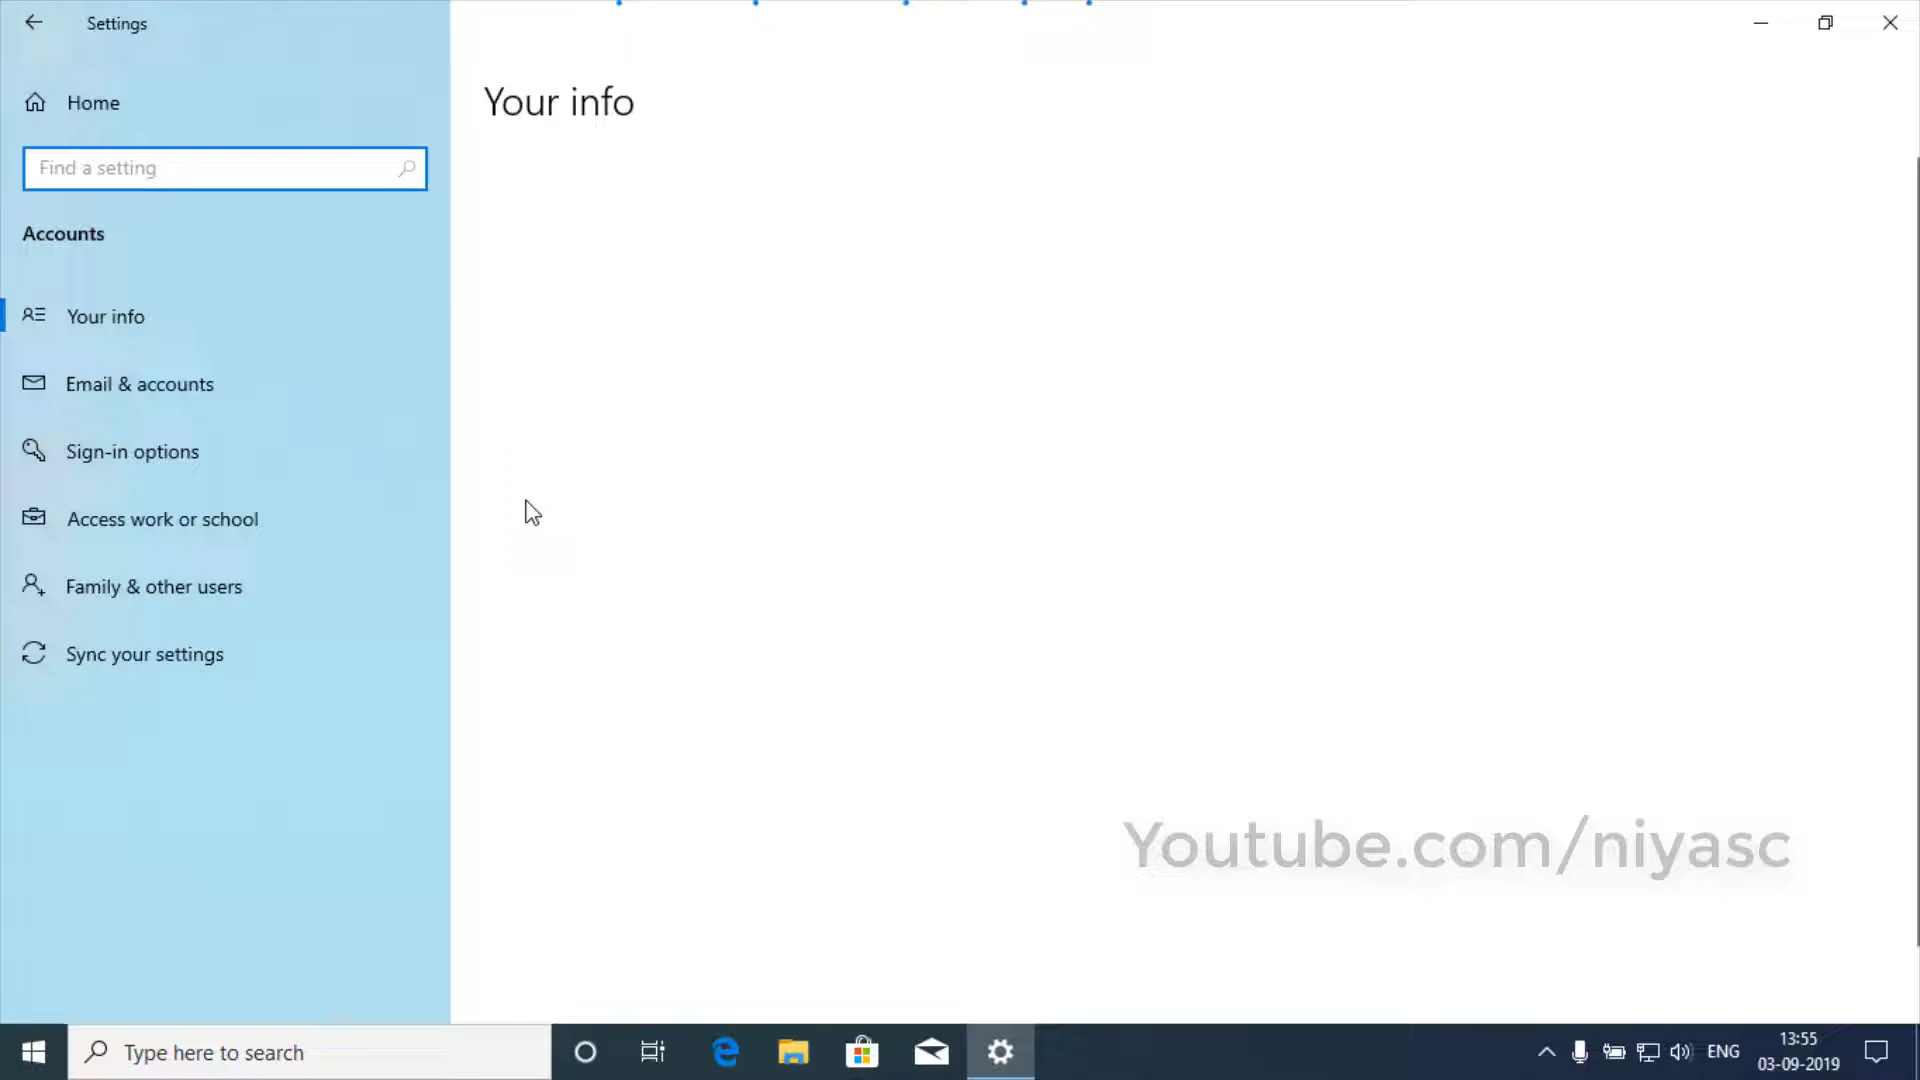 Settings
Home
Your info
Find a setting
Accounts
Your info
Email & accounts
Sign-in options
Access work or school
Family & other users
Sync your settings
Youtube.com/niyasc
Type here to search
ENG
13:55
03-09-2019